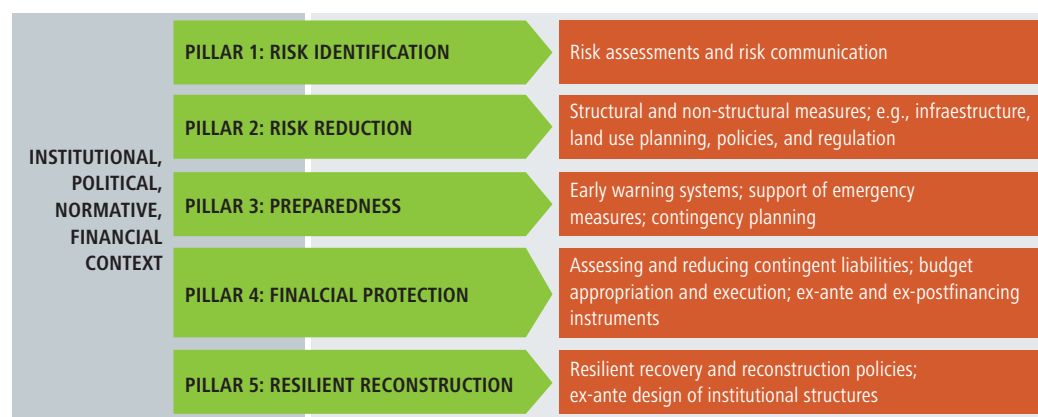 INSTITUTIONAL,
POLITICAL,
NORMATIVE,
FINANCIAL
CONTEXT
PILLAR 1: RISK IDENTIFICATION
Risk assessments and risk communication
PILLAR 2: RISK REDUCTION
Structural and non-structural measures; e.g., infraestructure,
land use planning, policies, and regulation
PILLAR 3: PREPAREDNESS
Early warning systems; support of emergency
measures; contingency planning
PILLAR 4: FINALCIAL PROTECTION
Assessing and reducing contingent liabilities; budget
appropriation and execution; ex-ante and ex-postfinancing
instruments
PILLAR 5: RESILIENT RECONSTRUCTION
Resilient recovery and reconstruction policies;
ex-ante design of institutional structures